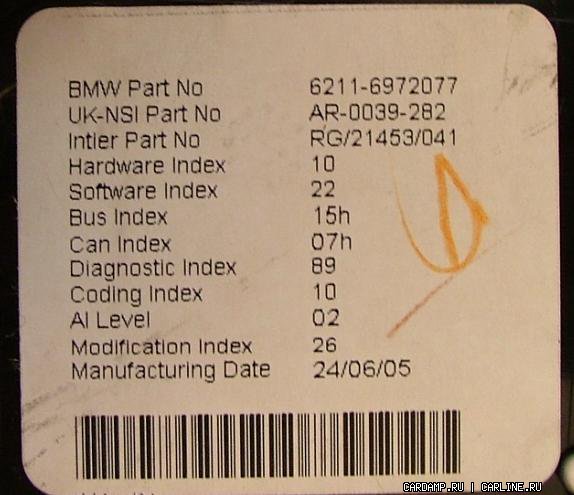 BMW Part No 6211-6972077
UK-NSI Part No AR-0039-282
Intier Part No RG/21453/041
Hardware Index 10
Software Index 22
Bus Index 15h
Can Index 07h
Diagnostic Index 89
Coding Index 10
AI Level 02
Modification Index 26
Manufacturing Date 24/06/05
CARDAMP.RU | CARLINE.RU